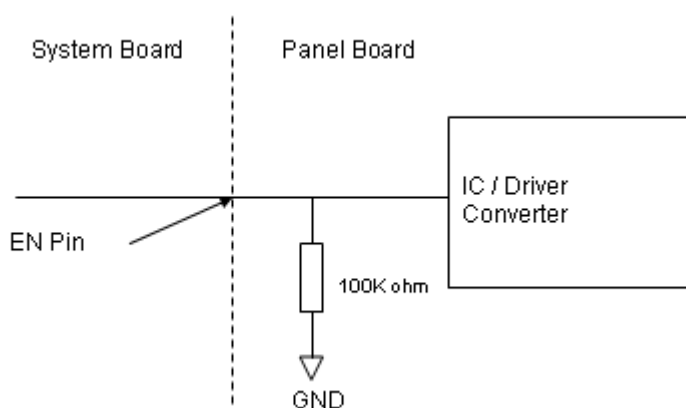 System Board
Panel Board
IC / Driver
Converter
EN Pin
100K ohm
GND